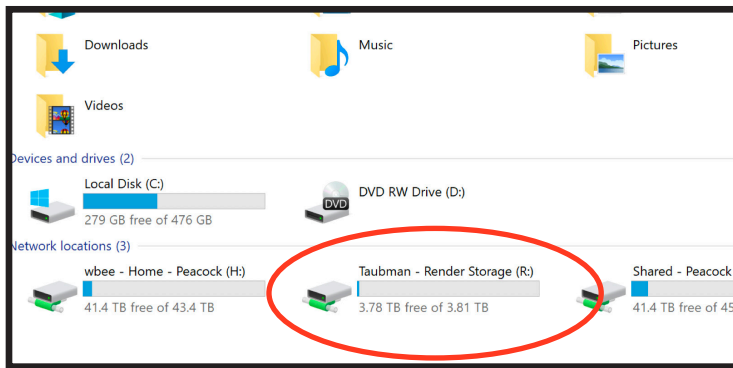 Downloads
Music
Pictures
Videos
Devices and drives (2)
Local Disk (C:)
279 GB free of 476 GB
DVD
DVD RW Drive (D:)
Network locations (3)
wbee - Home - Peacock (H:)
41.4 TB free of 43.4 TB
Taubman - Render Storage (R:)
3.78 TB free of 3.81 TB
Shared - Peacock
41.4 TB free of 45